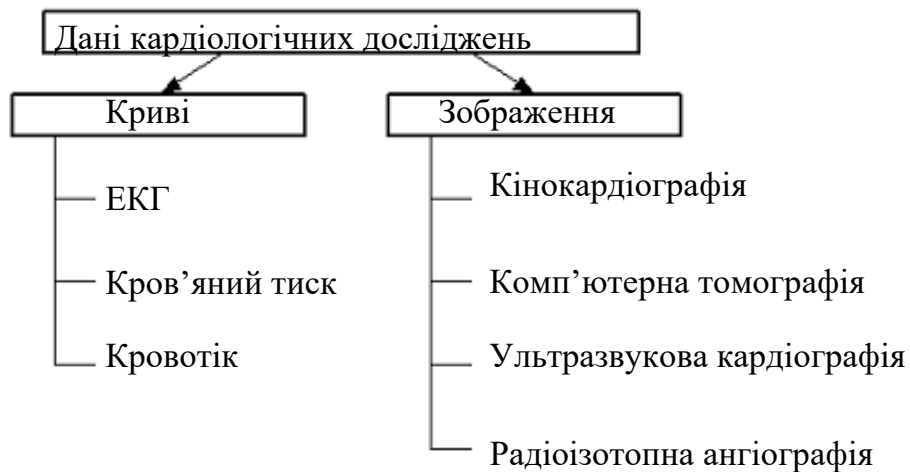 Дані кардіологічних досліджень
Криві
Зображення
ЕКГ
Кров’яний тиск
Кровотік
Кінокардіографія
Комп’ютерна томографія
Ультразвукова кардіографія
Радіоізотопна ангіографія